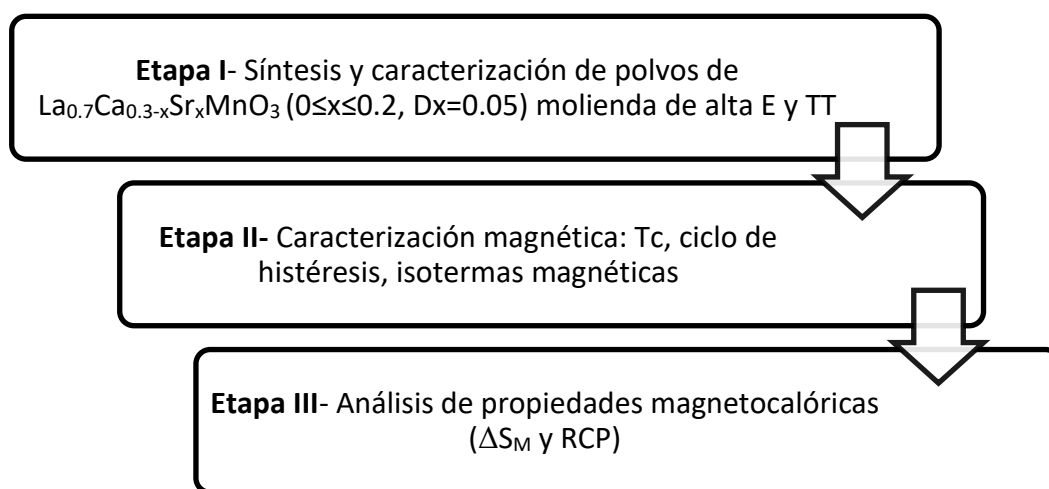 Etapa I- Síntesis y caracterización de polvos de
La₀.₇Ca₀.₃₋ₓSrₓMnO₃ (0≤x≤0.2, Dx=0.05) molienda de alta E y TT
Etapa II- Caracterización magnética: Tc, ciclo de
histéresis, isotermas magnéticas
Etapa III- Análisis de propiedades magnetocalóricas
(ΔSM y RCP)